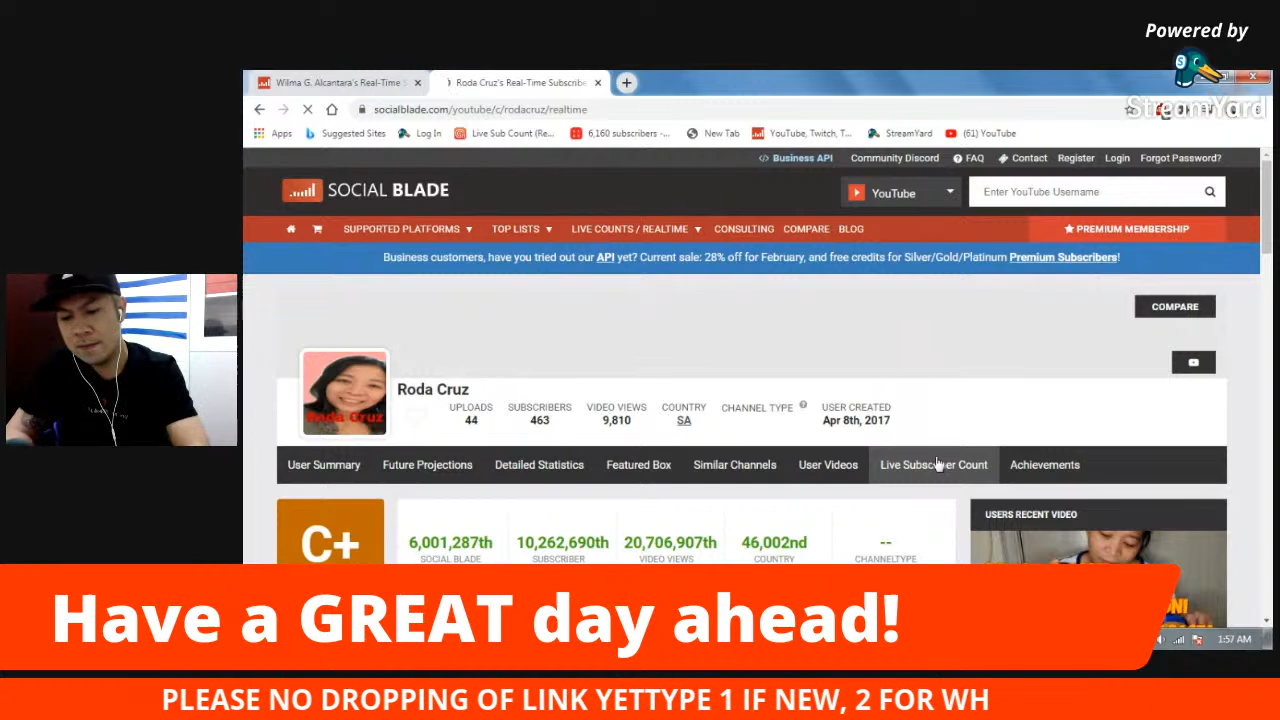 Powered by
StreamYard
Wilma G. Alcantara's Real-Time S
Roda Cruz's Real-Time Subscribe
socialblade.com/youtube/c/rodacruz/realtime
Apps Suggested Sites Log In Live Sub Count (Re... 6,160 subscribers -... New Tab YouTube, Twitch, T... StreamYard (61) YouTube
</> Business API Community Discord FAQ Contact Register Login Forgot Password?
SOCIAL BLADE YouTube Enter YouTube Username
SUPPORTED PLATFORMS TOP LISTS LIVE COUNTS / REALTIME CONSULTING COMPARE BLOG PREMIUM MEMBERSHIP
Business customers, have you tried out our API yet? Current sale: 28% off for February, and free credits for Silver/Gold/Platinum Premium Subscribers!
COMPARE
Roda Cruz
Roda Cruz
UPLOADS SUBSCRIBERS VIDEO VIEWS COUNTRY CHANNEL TYPE USER CREATED
44 463 9,810 SA Apr 8th, 2017
User Summary Future Projections Detailed Statistics Featured Box Similar Channels User Videos Live Subscriber Count Achievements
C+
6,001,287th 10,262,690th 20,706,907th 46,002nd --
SOCIAL BLADE SUBSCRIBER VIDEO VIEWS COUNTRY CHANNELTYPE
USERS RECENT VIDEO
1:57 AM
Have a GREAT day ahead!
PLEASE NO DROPPING OF LINK YETTYPE 1 IF NEW, 2 FOR WH